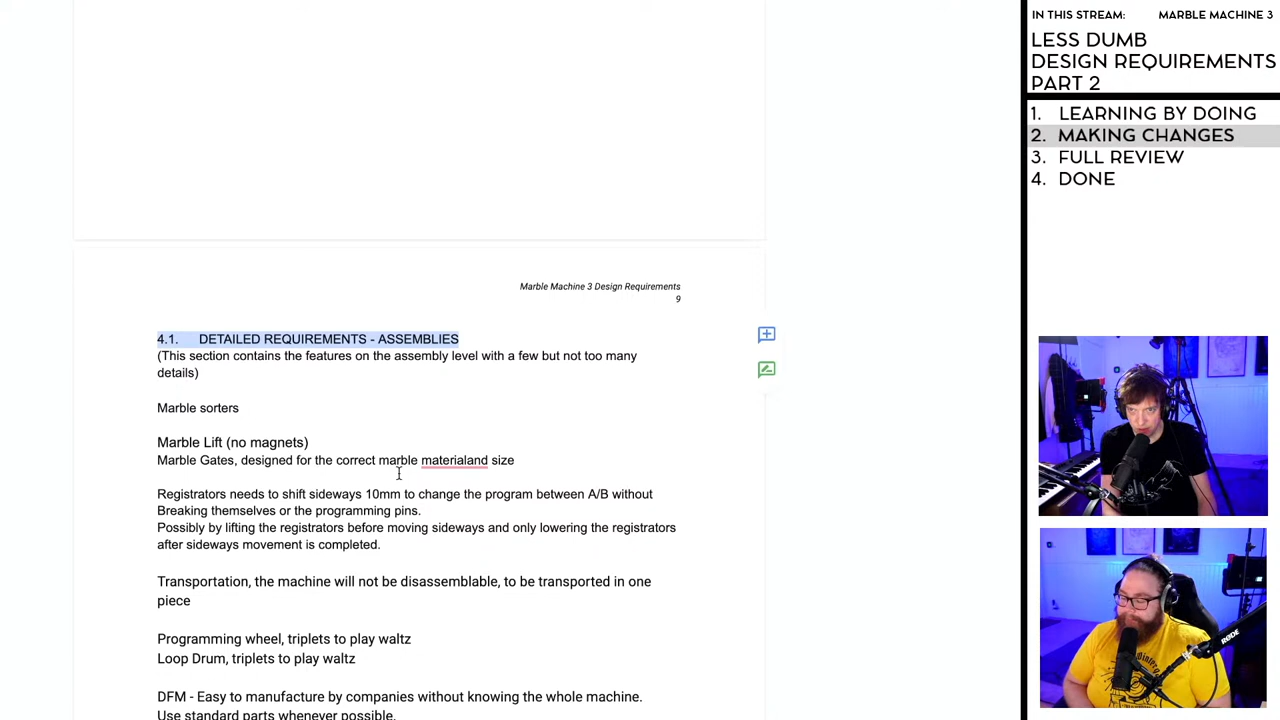 IN THIS STREAM: MARBLE MACHINE 3
LESS DUMB
DESIGN REQUIREMENTS
PART 2
1. LEARNING BY DOING
2. MAKING CHANGES
3. FULL REVIEW
4. DONE
Marble Machine 3 Design Requirements
9
4.1. DETAILED REQUIREMENTS - ASSEMBLIES
(This section contains the features on the assembly level with a few but not too many
details)
Marble sorters
Marble Lift (no magnets)
Marble Gates, designed for the correct marble materialand size
Registrators needs to shift sideways 10mm to change the program between A/B without
Breaking themselves or the programming pins.
Possibly by lifting the registrators before moving sideways and only lowering the registrators
after sideways movement is completed.
Transportation, the machine will not be disassemblable, to be transported in one
piece
Programming wheel, triplets to play waltz
Loop Drum, triplets to play waltz
DFM - Easy to manufacture by companies without knowing the whole machine.
Use standard parts whenever possible.
RØDE